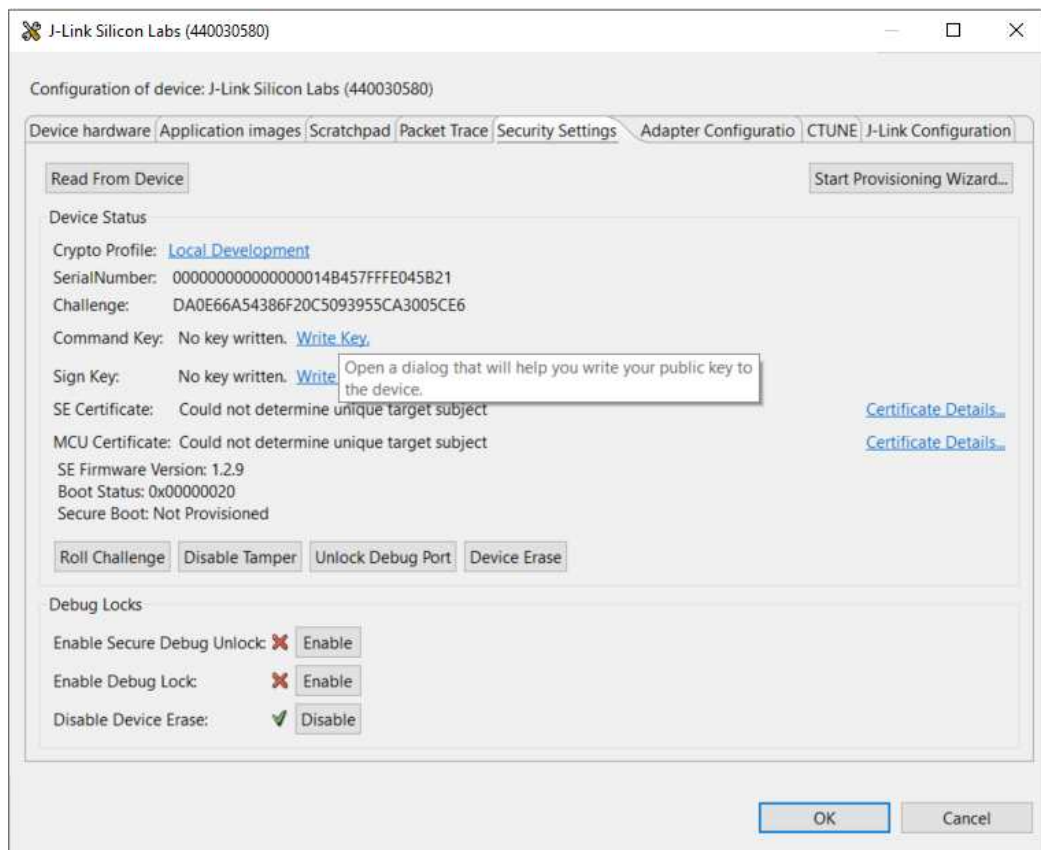 J-Link Silicon Labs (440030580)
Configuration of device: J-Link Silicon Labs (440030580)
Device hardware Application images Scratchpad Packet Trace Security Settings Adapter Configuratio CTUNE J-Link Configuration
Read From Device Start Provisioning Wizard...
Device Status
Crypto Profile: Local Development
SerialNumber: 000000000000000014B457FFFE045B21
Challenge: DA0E66A54386F20C5093955CA3005CE6
Command Key: No key written. Write Key.
Open a dialog that will help you write your public key to
the device.
Sign Key: No key written. Write
SE Certificate: Could not determine unique target subject Certificate Details...
MCU Certificate: Could not determine unique target subject Certificate Details...
SE Firmware Version: 1.2.9
Boot Status: 0x00000020
Secure Boot: Not Provisioned
Roll Challenge Disable Tamper Unlock Debug Port Device Erase
Debug Locks
Enable Secure Debug Unlock: Enable
Enable Debug Lock: Enable
Disable Device Erase: Disable
OK Cancel